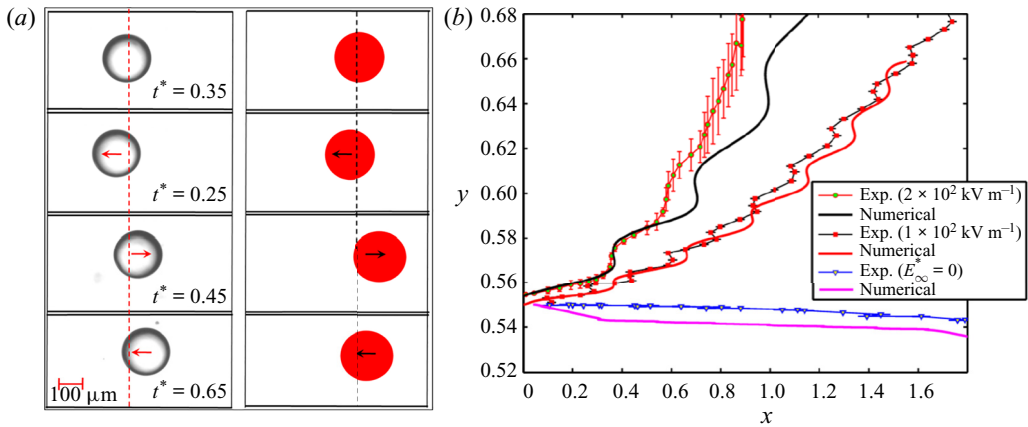 (a)
t* = 0.35
t* = 0.25
t* = 0.45
t* = 0.65
100 μm
(b)
0.68
0.66
0.64
0.62
0.60
0.58
0.56
0.54
0.52
y
0
0.2
0.4
0.6
0.8
1.0
1.2
1.4
1.6
x
Exp. (2 × 10² kV m⁻¹)
Numerical
Exp. (1 × 10² kV m⁻¹)
Numerical
Exp. (E*∞ = 0)
Numerical